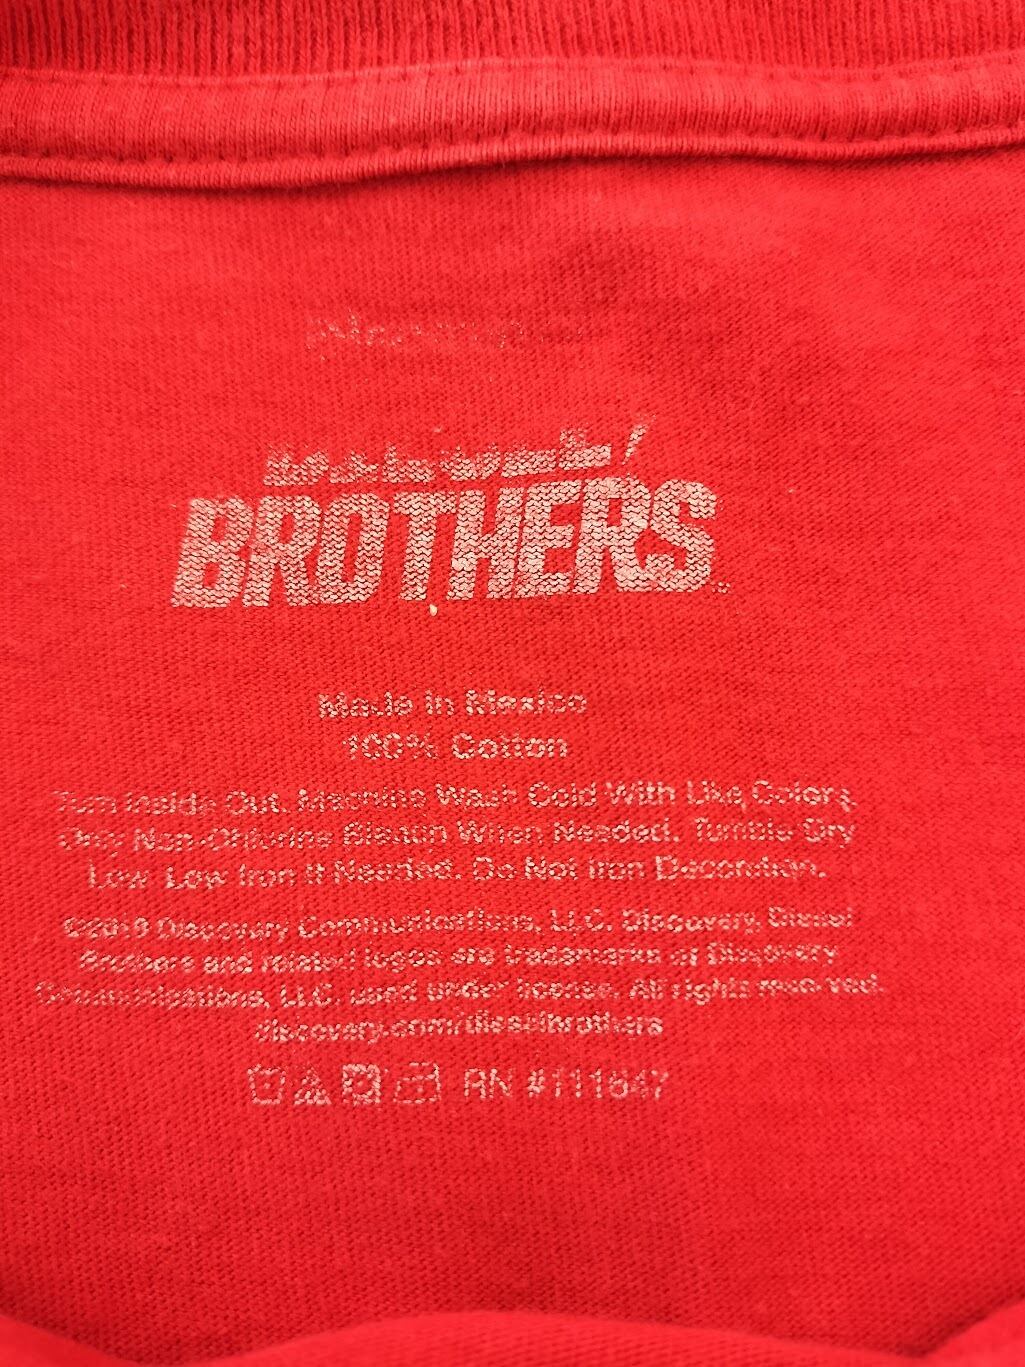 BROTHERS
Made in Mexico
100% Cotton
Turn Inside Out. Machine Wash Cold With Like Colors.
Only Non-Chlorine Bleach When Needed. Tumble Dry
Low. Low Iron If Needed. Do Not Iron Decoration.
Discovery Communications, LLC. Discovery, Diesel
Brothers and related logos are trademarks of Discovery
Communications, LLC, used under license. All rights reserved.
discovery.com/dieselbrothers
RN #111647